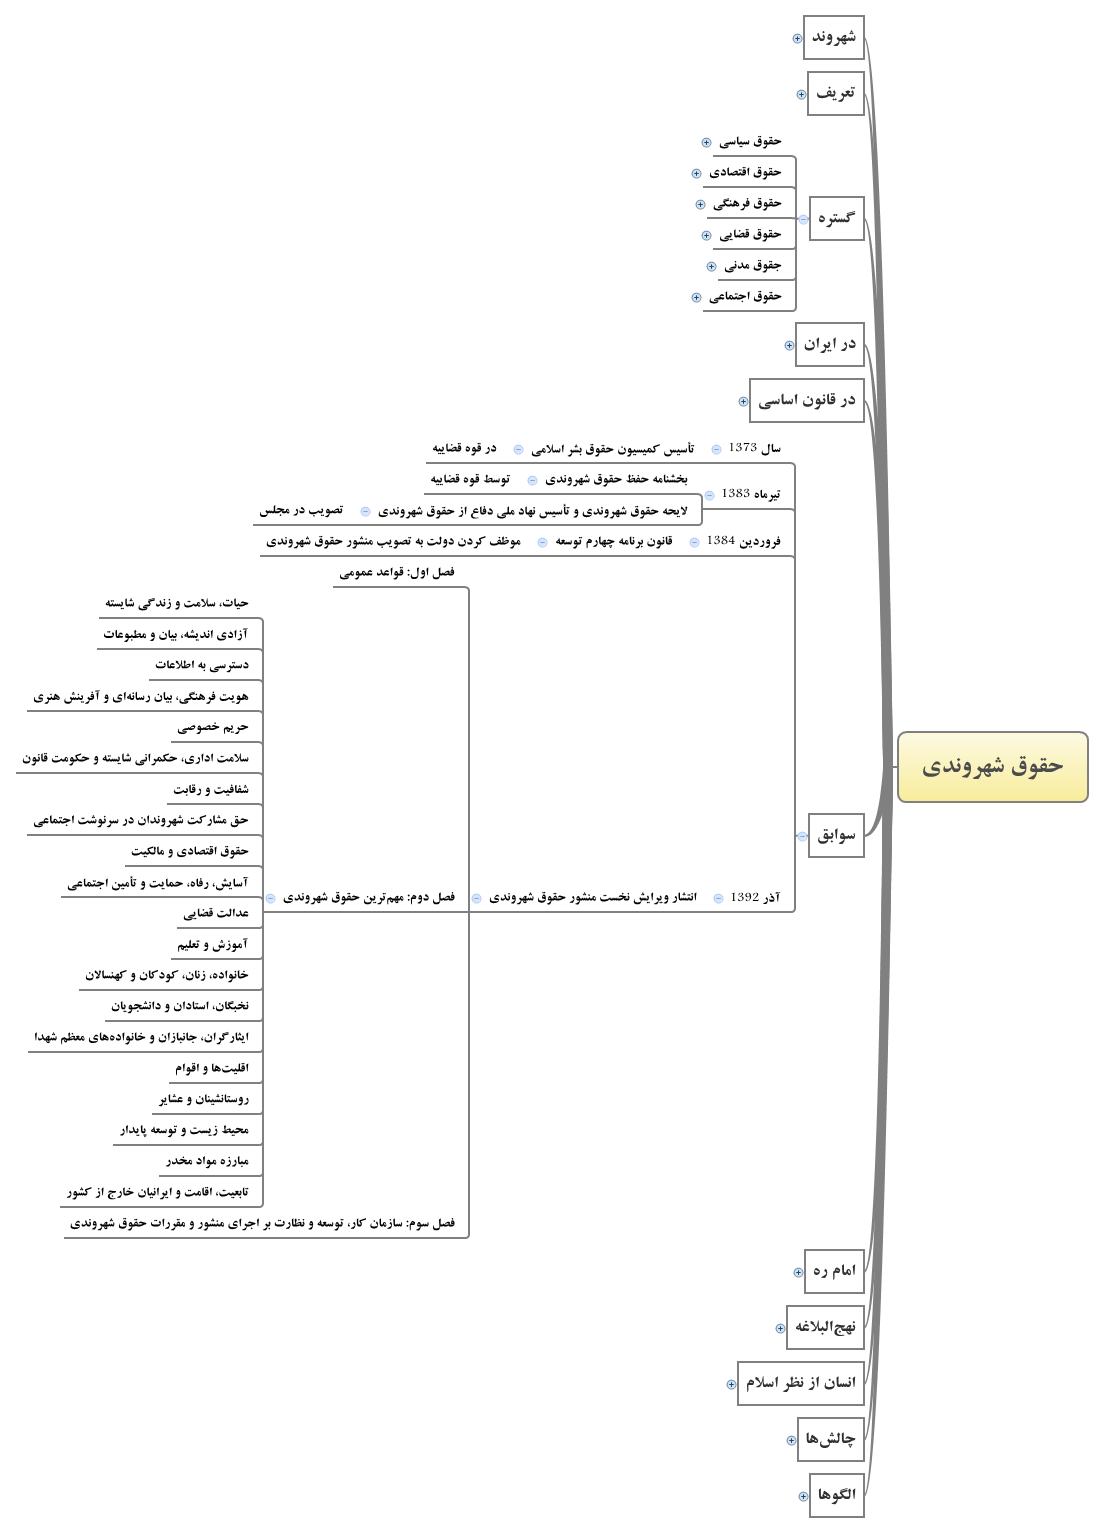 حقوق شهروندی
شهروند
تعریف
گستره
حقوق سیاسی
حقوق اقتصادی
حقوق فرهنگی
حقوق قضایی
جقوق مدنی
حقوق اجتماعی
در ایران
در قانون اساسی
سوابق
سال 1373
تأسیس کمیسیون حقوق بشر اسلامی
در قوه قضاییه
تیرماه 1383
بخشنامه حفظ حقوق شهروندی
توسط قوه قضاییه
لایحه حقوق شهروندی و تأسیس نهاد ملی دفاع از حقوق شهروندی
تصویب در مجلس
فروردین 1384
قانون برنامه چهارم توسعه
موظف کردن دولت به تصویب منشور حقوق شهروندی
آذر 1392
انتشار ویرایش نخست منشور حقوق شهروندی
فصل اول: قواعد عمومی
فصل دوم: مهم‌ترین حقوق شهروندی
حیات، سلامت و زندگی شایسته
آزادی اندیشه، بیان و مطبوعات
دسترسی به اطلاعات
هویت فرهنگی، بیان رسانه‌ای و آفرینش هنری
حریم خصوصی
سلامت اداری، حکمرانی شایسته و حکومت قانون
شفافیت و رقابت
حق مشارکت شهروندان در سرنوشت اجتماعی
حقوق اقتصادی و مالکیت
آسایش، رفاه، حمایت و تأمین اجتماعی
عدالت قضایی
آموزش و تعلیم
خانواده، زنان، کودکان و کهنسالان
نخبگان، استادان و دانشجویان
ایثارگران، جانبازان و خانواده‌های معظم شهدا
اقلیت‌ها و اقوام
روستانشینان و عشایر
محیط زیست و توسعه پایدار
مبارزه مواد مخدر
تابعیت، اقامت و ایرانیان خارج از کشور
فصل سوم: سازمان کار، توسعه و نظارت بر اجرای منشور و مقررات حقوق شهروندی
امام ره
نهج‌البلاغه
انسان از نظر اسلام
چالش‌ها
الگوها